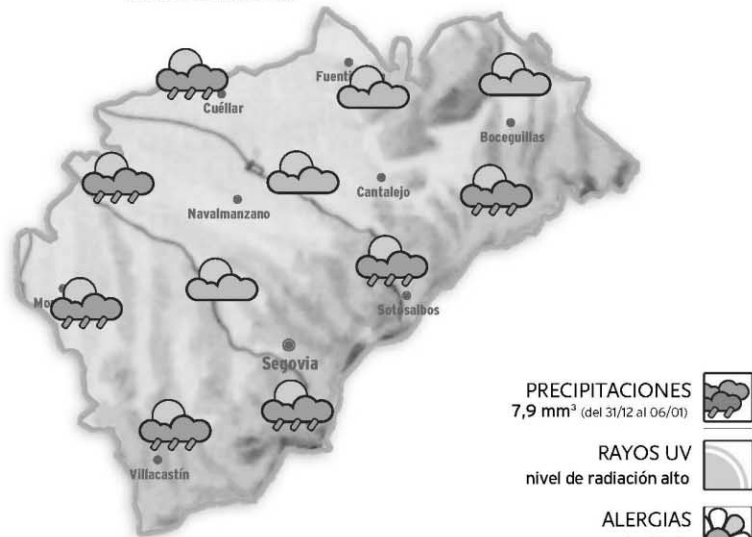 Cuéllar
Boceguillas
Cantalejo
Navalmanzano
Sotosalbos
Segovia
Villacastín
PRECIPITACIONES
7,9 mm³ (del 31/12 al 06/01)
RAYOS UV
nivel de radiación alto
ALERGIAS